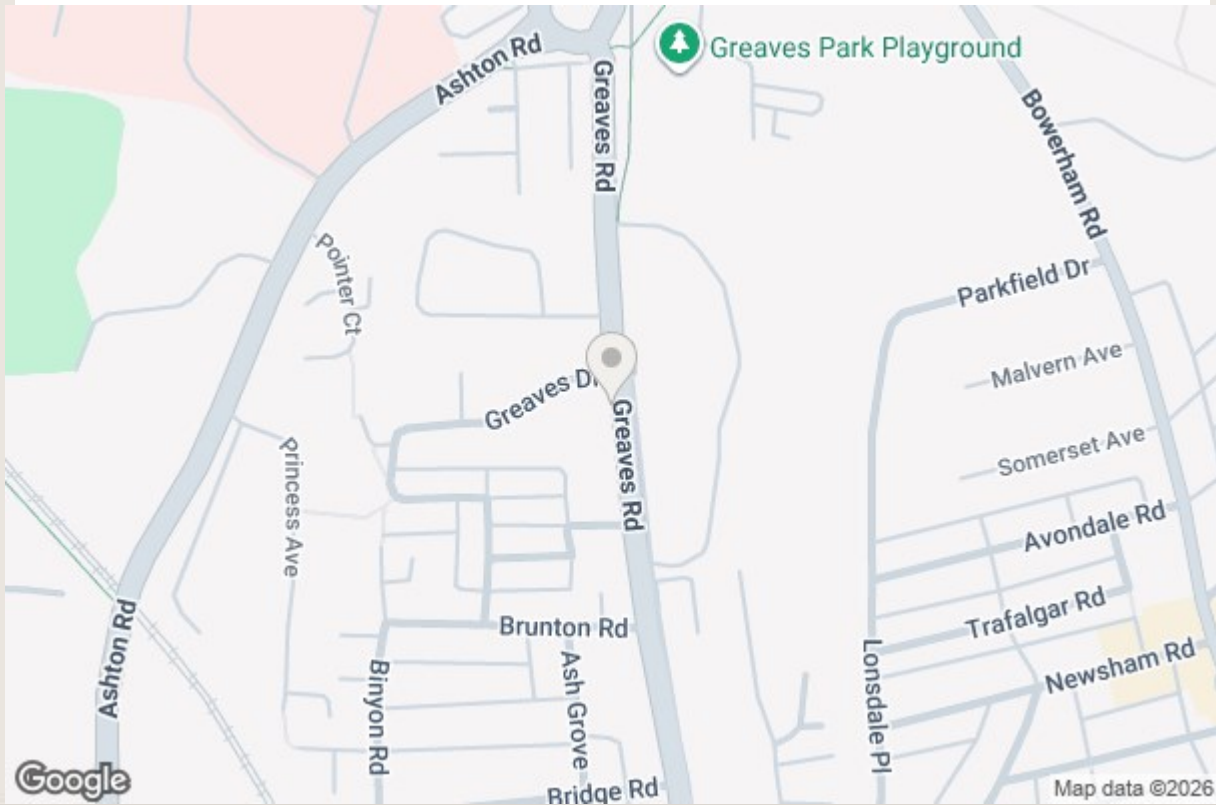 Ashton Rd
Greaves Rd
Greaves Park Playground
Bowerham Rd
Pointer Ct
Parkfield Dr
Malvern Ave
Greaves Dr
Greaves Rd
Somerset Ave
Princess Ave
Avondale Rd
Ashton Rd
Brunton Rd
Trafalgar Rd
Binyon Rd
Ash Grove
Lonsdale Pl
Newsham Rd
Bridge Rd
Google
Map data ©2026